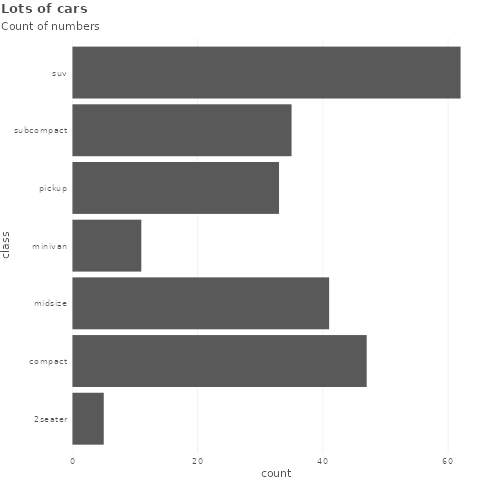 Lots of cars
Count of numbers
suv
subcompact
pickup
minivan
midsize
compact
2seater
class
0 20 40 60
count